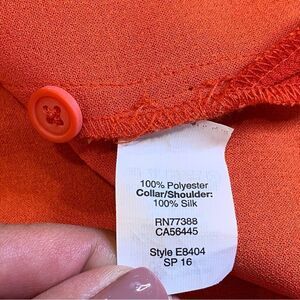 100% Polyester
Collar/Shoulder:
100% Silk
RN77388
CA56445
Style E8404
SP 16